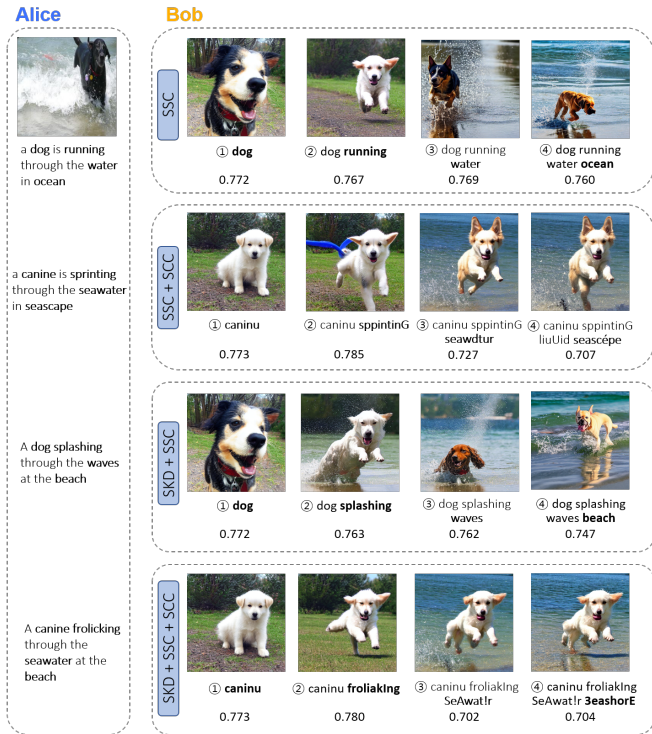 Alice
Bob
a dog is running
through the water
in ocean
SSC
① dog
② dog running
③ dog running
water
④ dog running
water ocean
0.772
0.767
0.769
0.760
a canine is sprinting
through the seawater
in seascape
SSC + SCC
① caninu
② caninu sppintinG
③ caninu sppintinG
seawdtur
④ caninu sppintinG
liuUid seascépe
0.773
0.785
0.727
0.707
A dog splashing
through the waves
at the beach
SKD + SSC
① dog
② dog splashing
③ dog splashing
waves
④ dog splashing
waves beach
0.772
0.763
0.762
0.747
A canine frolicking
through the
seawater at the
beach
SKD + SSC + SCC
① caninu
② caninu froliakIng
③ caninu froliakIng
SeAwat!r
④ caninu froliakIng
SeAwat!r 3eashorE
0.773
0.780
0.702
0.704